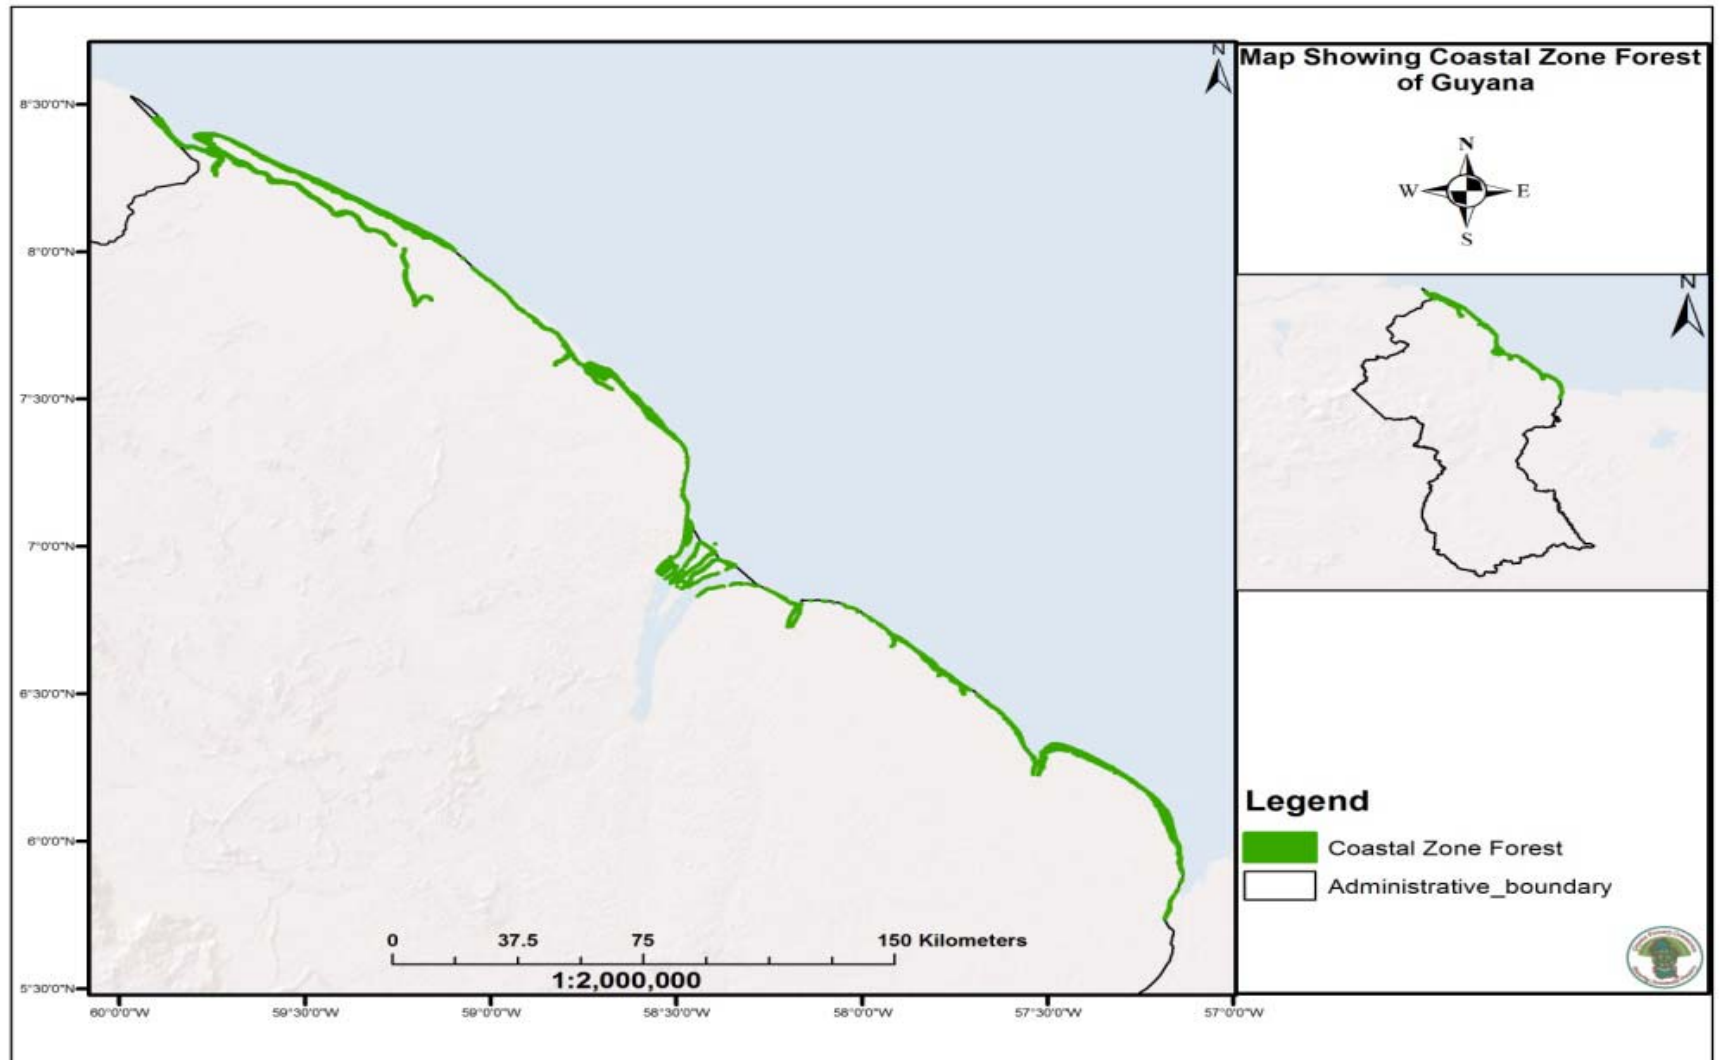 Map Showing Coastal Zone Forest
of Guyana
N
N
W E
S
N
8°30'0"N
8°0'0"N
7°30'0"N
7°0'0"N
6°30'0"N
6°0'0"N
5°30'0"N
60°0'0"W 59°30'0"W 59°0'0"W 58°30'0"W 58°0'0"W 57°30'0"W 57°0'0"W
0 37.5 75 150 Kilometers
1:2,000,000
Legend
Coastal Zone Forest
Administrative_boundary